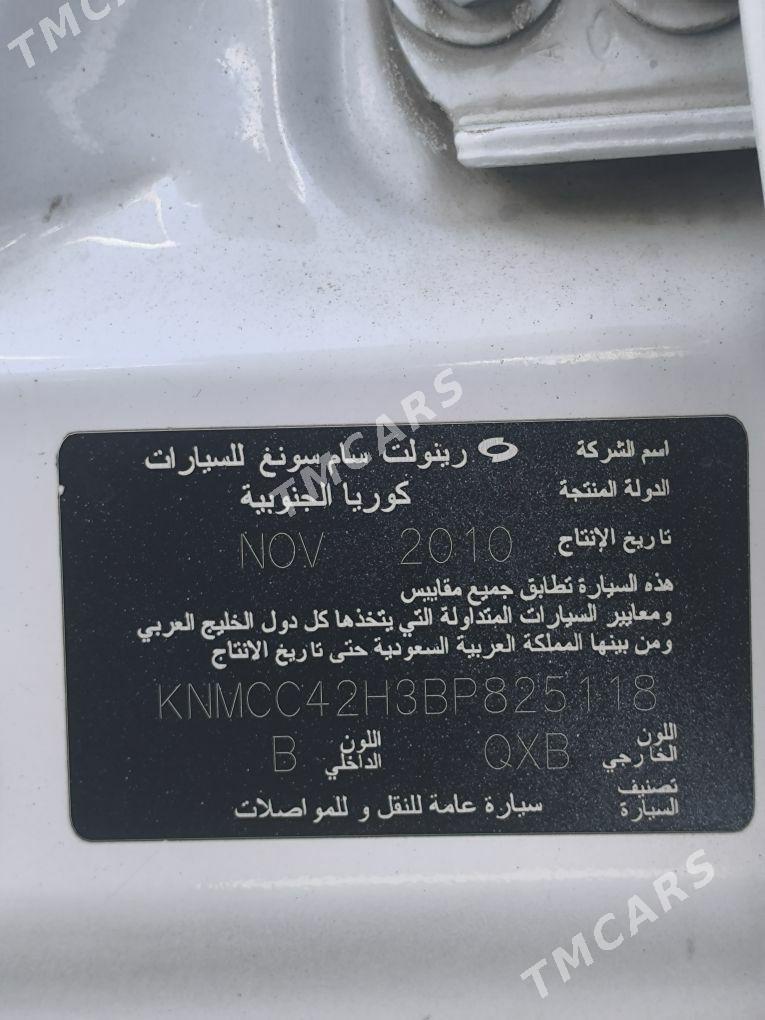 TMCARS
اسم الشركة رينولت سام سونغ للسيارات
الدولة المنتجة كوريا الجنوبية
تاريخ الإنتاج NOV 2010
هذه السيارة تطابق جميع مقاييس
ومعايير السيارات المتداولة التي يتخذها كل دول الخليج العربي
ومن بينها المملكة العربية السعودية حتى تاريخ الانتاج
TMCARS
KNMCC42H3BP825118
اللون الخارجي QXB اللون الداخلي B
تصنيف السيارة سيارة عامة للنقل و للمواصلات
TMCARS